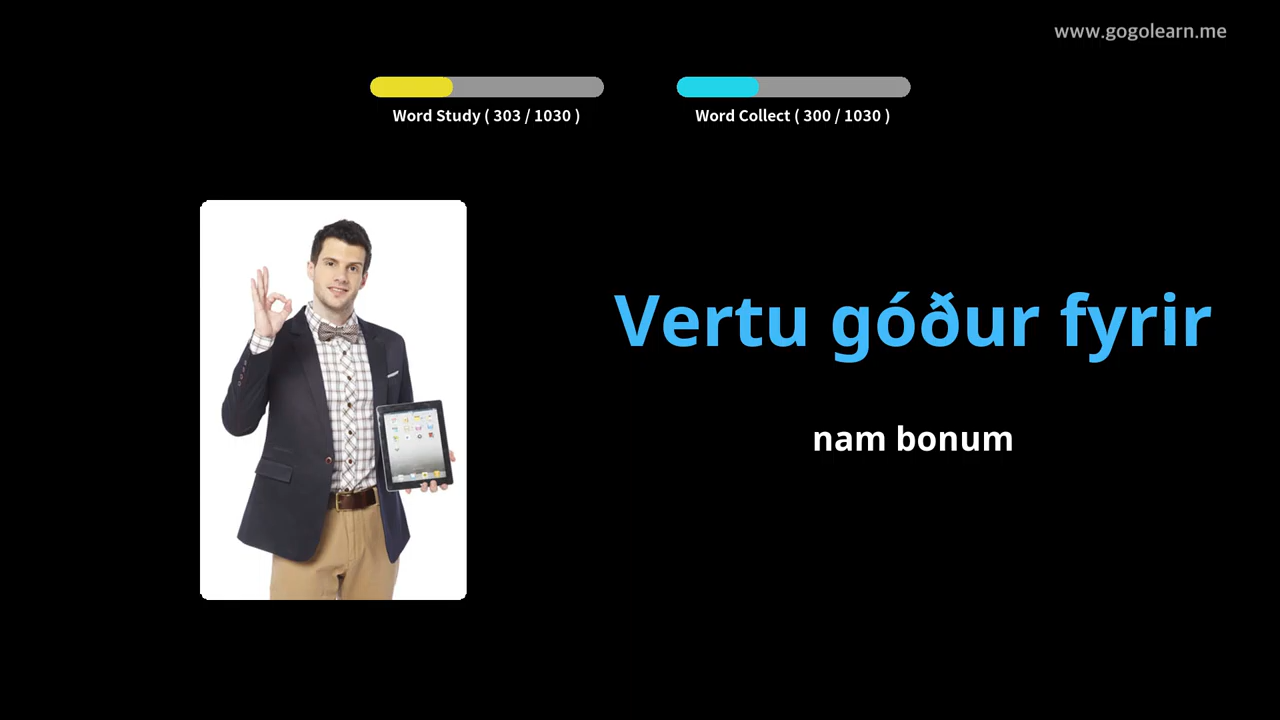 www.gogolearn.me
Word Study ( 303 / 1030 )
Word Collect ( 300 / 1030 )
Vertu góður fyrir
nam bonum